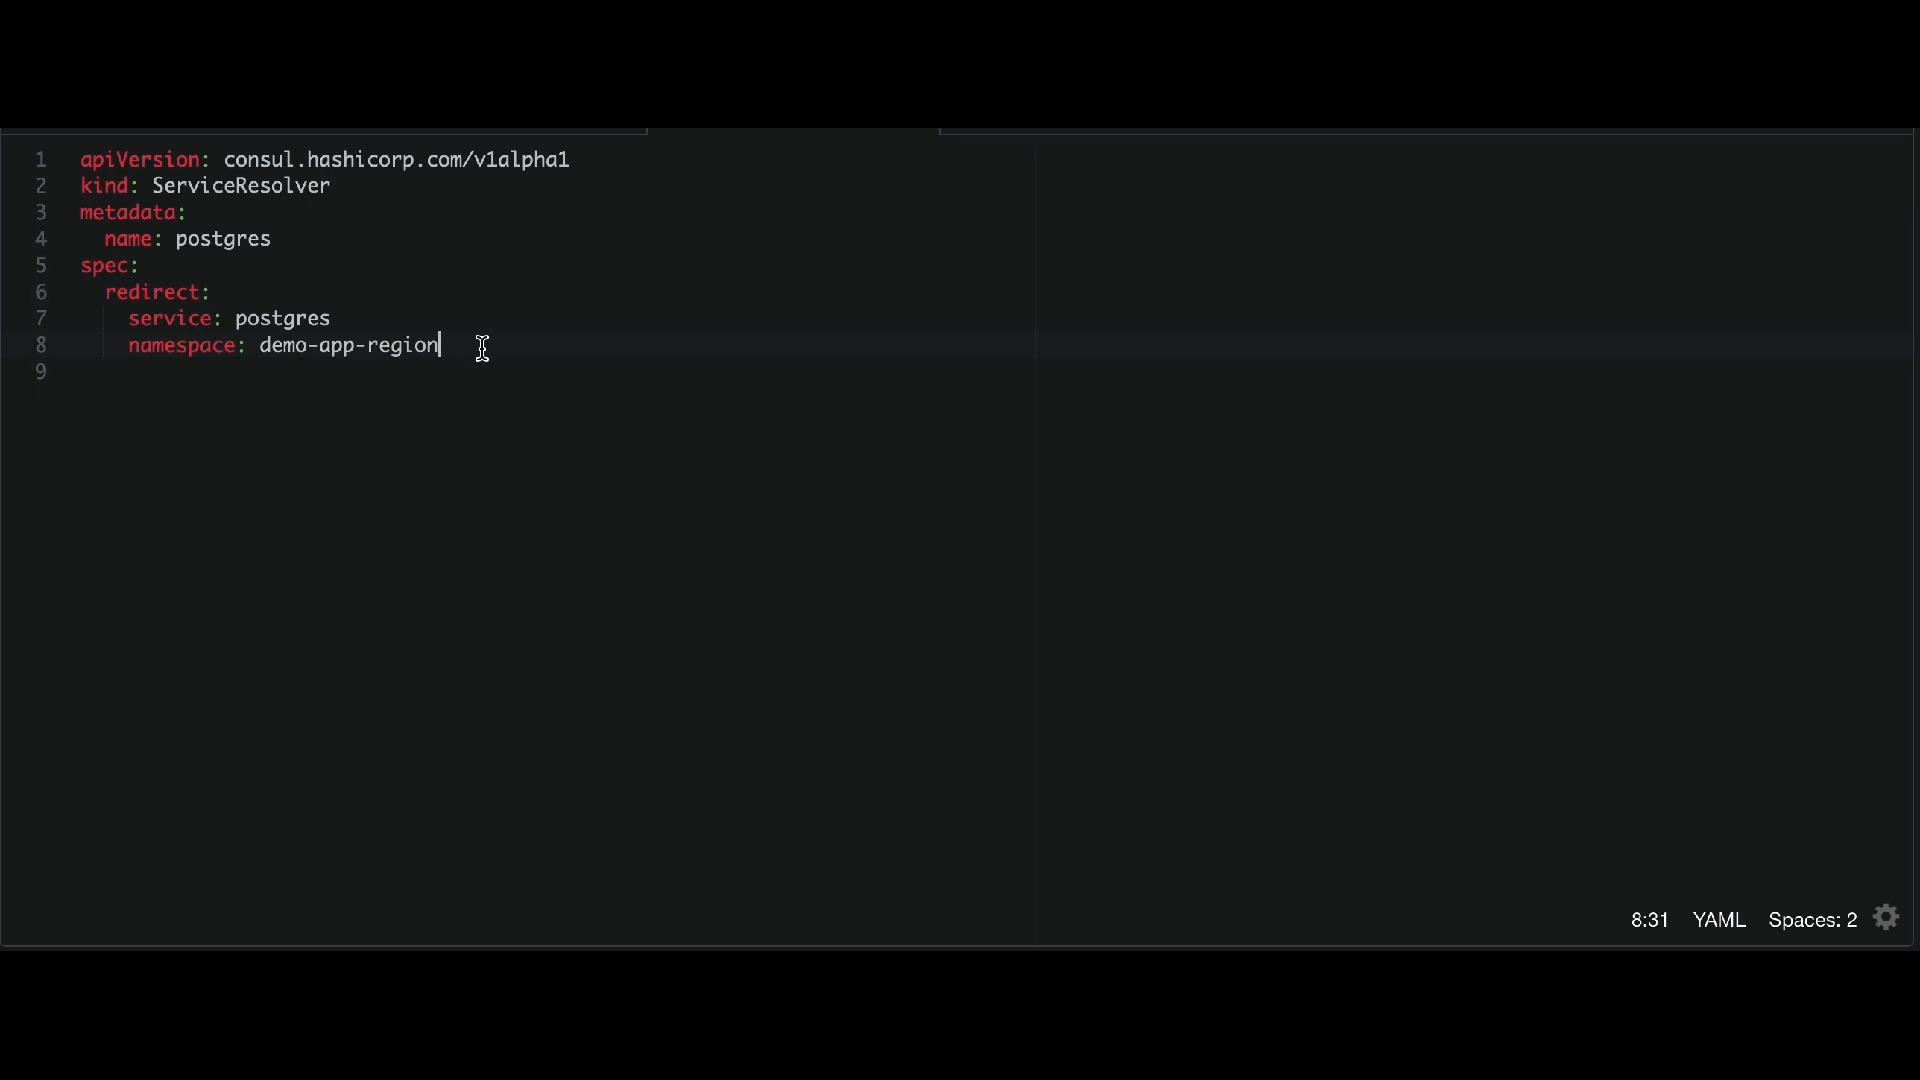 1 apiVersion: consul.hashicorp.com/v1alpha1
2 kind: ServiceResolver
3 metadata:
4 name: postgres
5 spec:
6 redirect:
7 service: postgres
8 namespace: demo-app-region
9
8:31 YAML Spaces: 2